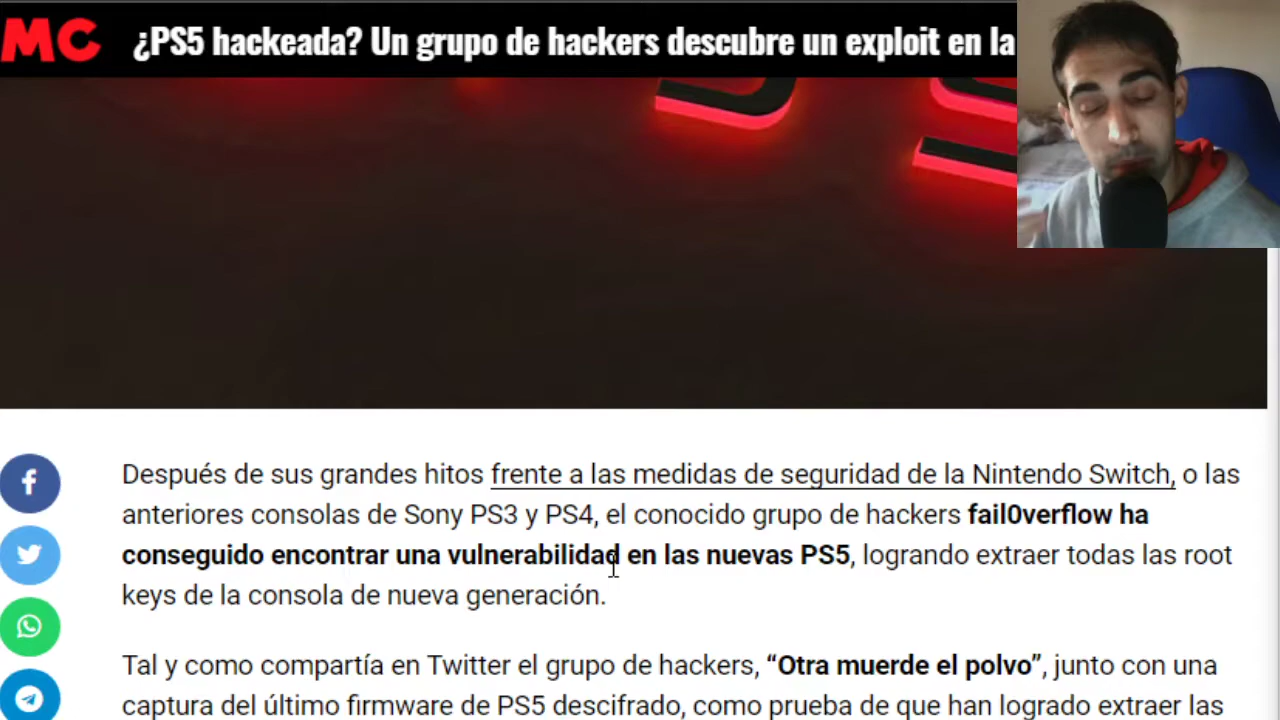 MC ¿PS5 hackeada? Un grupo de hackers descubre un exploit en la
Después de sus grandes hitos frente a las medidas de seguridad de la Nintendo Switch, o las
anteriores consolas de Sony PS3 y PS4, el conocido grupo de hackers fail0verflow ha
conseguido encontrar una vulnerabilidad en las nuevas PS5, logrando extraer todas las root
keys de la consola de nueva generación.
Tal y como compartía en Twitter el grupo de hackers, “Otra muerde el polvo”, junto con una
captura del último firmware de PS5 descifrado, como prueba de que han logrado extraer las